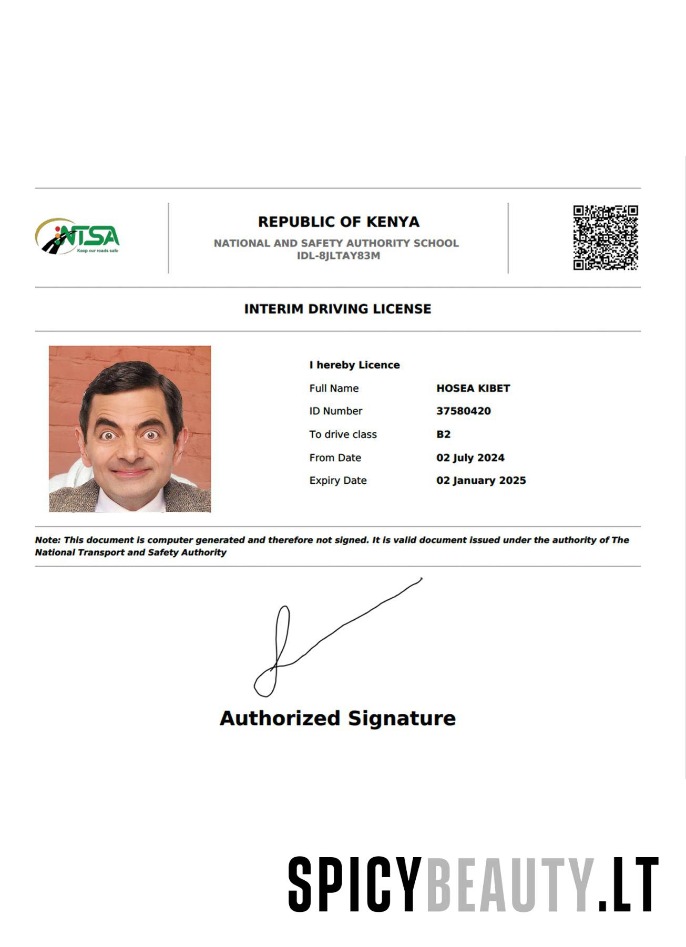 NTSA
Keep our roads safe
REPUBLIC OF KENYA
NATIONAL AND SAFETY AUTHORITY SCHOOL
IDL-8JLTAY83M
INTERIM DRIVING LICENSE
I hereby Licence
Full Name HOSEA KIBET
ID Number 37580420
To drive class B2
From Date 02 July 2024
Expiry Date 02 January 2025
Note: This document is computer generated and therefore not signed. It is valid document issued under the authority of The
National Transport and Safety Authority
Authorized Signature
SPICYBEAUTY.LT